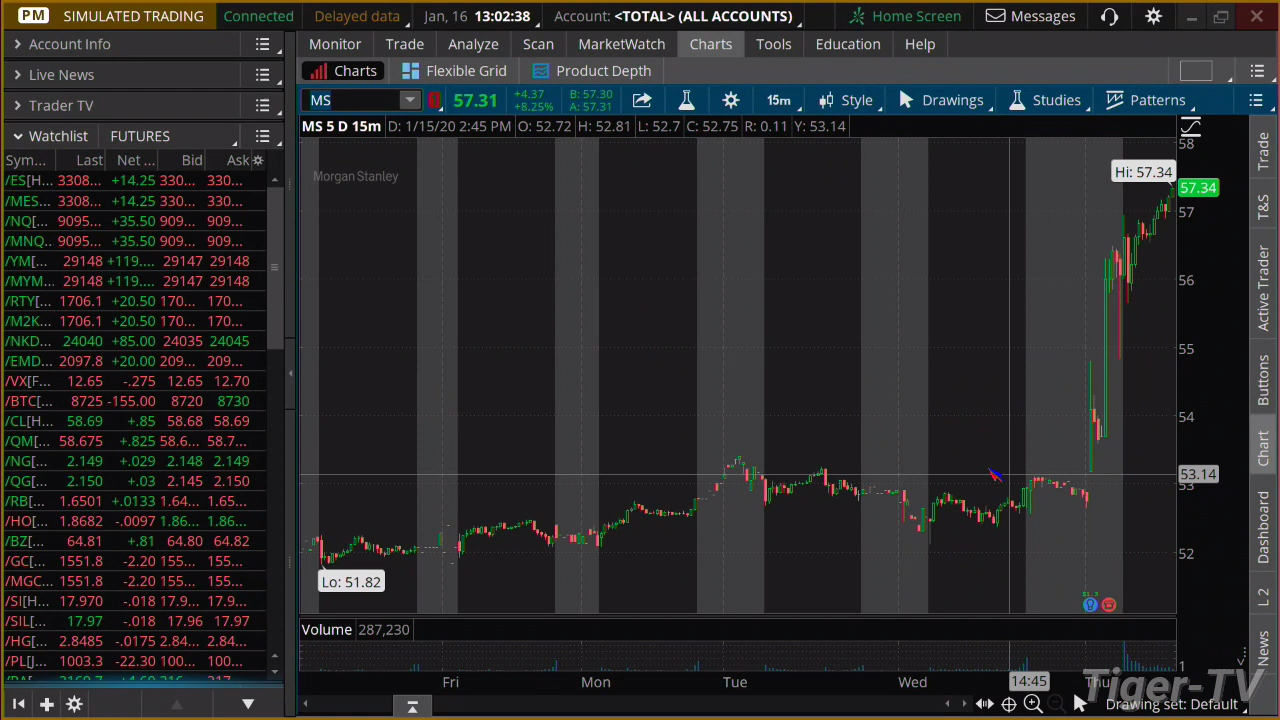 PM SIMULATED TRADING Connected Delayed data Jan, 16 13:02:38 Account: <TOTAL> (ALL ACCOUNTS) Home Screen Messages
Account Info
Live News
Trader TV
Watchlist FUTURES
Sym... Last Net ... Bid Ask
/ES[H... 3308... +14.25 330... 330...
/MES... 3308... +14.25 330... 330...
/NQ[... 9095... +35.50 909... 909...
/MNQ... 9095... +35.50 909... 909...
/YM[... 29148 +119.... 29147 29148
/MYM... 29148 +119.... 29147 29148
/RTY[... 1706.1 +20.50 170... 170...
/M2K... 1706.1 +20.50 170... 170...
/NKD... 24040 +85.00 24035 24045
/EMD... 2097.8 +20.00 209... 209...
/VX[F... 12.65 -.275 12.65 12.70
/BTC[... 8725 -155.00 8720 8730
/CL[H... 58.69 +.85 58.68 58.69
/QM[... 58.675 +.825 58.6... 58.7...
/NG[... 2.149 +.029 2.148 2.149
/QG[... 2.150 +.03 2.145 2.150
/RB[... 1.6501 +.0133 1.64... 1.65...
/HO[... 1.8682 -.0097 1.86... 1.86...
/BZ[... 64.81 +.81 64.80 64.82
/GC[... 1551.8 -2.20 155... 155...
/MGC... 1551.8 -2.20 155... 155...
/SI[H... 17.970 -.018 17.9... 17.9...
/SIL[... 17.97 -.018 17.96 17.97
/HG[... 2.8485 -.0175 2.84... 2.84...
/PL[J... 1003.3 -22.30 100... 100...
Monitor Trade Analyze Scan MarketWatch Charts Tools Education Help
Charts Flexible Grid Product Depth
MS 57.31 +4.37 +8.25% B: 57.30 A: 57.31 15m Style Drawings Studies Patterns
MS 5 D 15m D: 1/15/20 2:45 PM O: 52.72 H: 52.81 L: 52.7 C: 52.75 R: 0.11 Y: 53.14
Morgan Stanley
Hi: 57.34
Lo: 51.82
58
57.34
57
56
55
54
53.14
53
52
Volume 287,230
1
Fri Mon Tue Wed 14:45 Thu
Drawing set: Default
Tiger-TV
Trade
T&S
Active Trader
Buttons
Chart
Dashboard
L 2
News